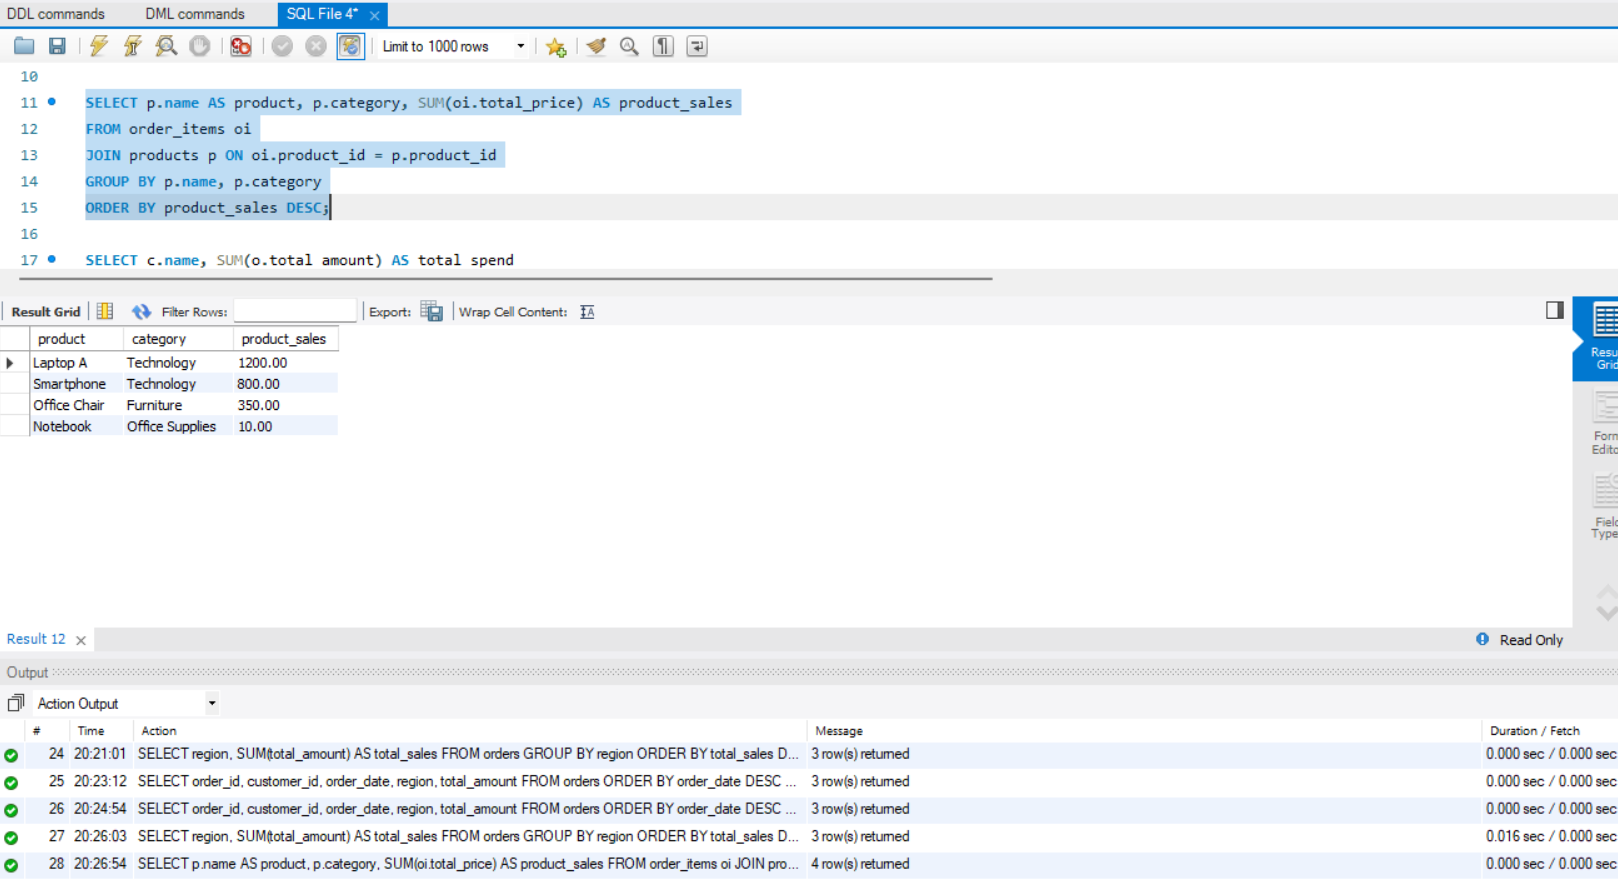 DDL commands DML commands SQL File 4*
Limit to 1000 rows
10
11 SELECT p.name AS product, p.category, SUM(oi.total_price) AS product_sales
12 FROM order_items oi
13 JOIN products p ON oi.product_id = p.product_id
14 GROUP BY p.name, p.category
15 ORDER BY product_sales DESC;
16
17 SELECT c.name, SUM(o.total amount) AS total spend
Result Grid Filter Rows: Export: Wrap Cell Content: IA
product category product_sales
Laptop A Technology 1200.00
Smartphone Technology 800.00
Office Chair Furniture 350.00
Notebook Office Supplies 10.00
Resu
Grid
Form
Edito
Field
Type
Result 12 Read Only
Output
Action Output
# Time Action Message Duration / Fetch
24 20:21:01 SELECT region, SUM(total_amount) AS total_sales FROM orders GROUP BY region ORDER BY total_sales D... 3 row(s) returned 0.000 sec / 0.000 sec
25 20:23:12 SELECT order_id, customer_id, order_date, region, total_amount FROM orders ORDER BY order_date DESC ... 3 row(s) returned 0.000 sec / 0.000 sec
26 20:24:54 SELECT order_id, customer_id, order_date, region, total_amount FROM orders ORDER BY order_date DESC ... 3 row(s) returned 0.000 sec / 0.000 sec
27 20:26:03 SELECT region, SUM(total_amount) AS total_sales FROM orders GROUP BY region ORDER BY total_sales D... 3 row(s) returned 0.016 sec / 0.000 sec
28 20:26:54 SELECT p.name AS product, p.category, SUM(oi.total_price) AS product_sales FROM order_items oi JOIN pro... 4 row(s) returned 0.000 sec / 0.000 sec